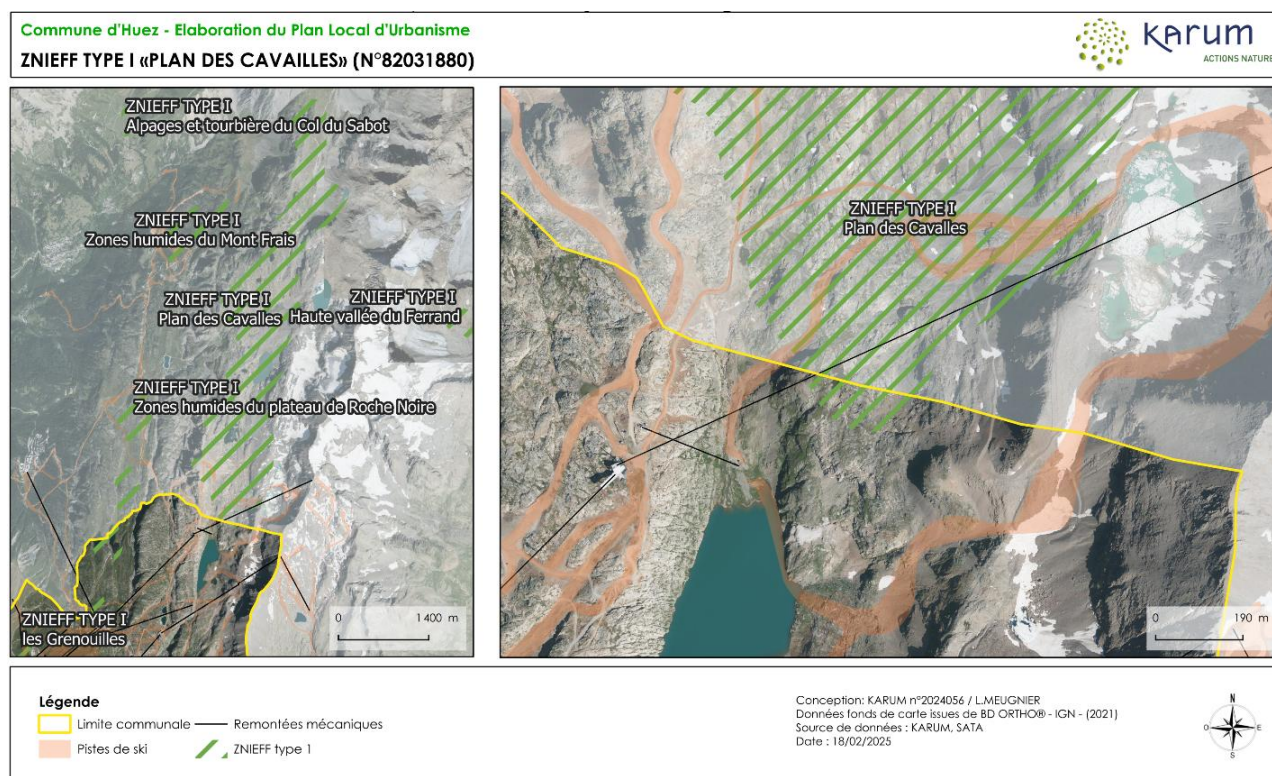 Commune d'Huez - Elaboration du Plan Local d'Urbanisme
ZNIEFF TYPE I «PLAN DES CAVAILLES» (N°82031880)
KARUM
ACTIONS NATURE
ZNIEFF TYPE I
Alpages et tourbière du Col du Sabot
ZNIEFF TYPE I
Zones humides du Mont Frais
ZNIEFF TYPE I
Plan des Cavalles
ZNIEFF TYPE I
Haute vallée du Ferrand
ZNIEFF TYPE I
Zones humides du plateau de Roche Noire
ZNIEFF TYPE I
les Grenouilles
0 1 400 m
ZNIEFF TYPE I
Plan des Cavalles
0 190 m
Légende
Limite communale
Remontées mécaniques
Pistes de ski
ZNIEFF type 1
Conception: KARUM n°2024056 / L.MEUGNIER
Données fonds de carte issues de BD ORTHO® - IGN - (2021)
Source de données : KARUM, SATA
Date : 18/02/2025
N
O E
S